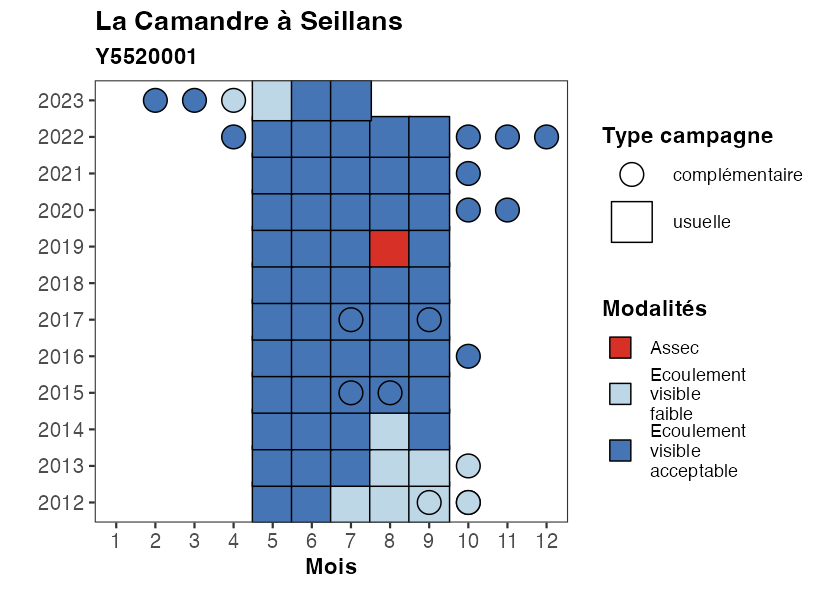 La Camandre à Seillans
Y5520001
2023
2022
2021
2020
2019
2018
2017
2016
2015
2014
2013
2012
1 2 3 4 5 6 7 8 9 10 11 12
Mois
Type campagne
complémentaire
usuelle
Modalités
Assec
Ecoulement
visible
faible
Ecoulement
visible
acceptable